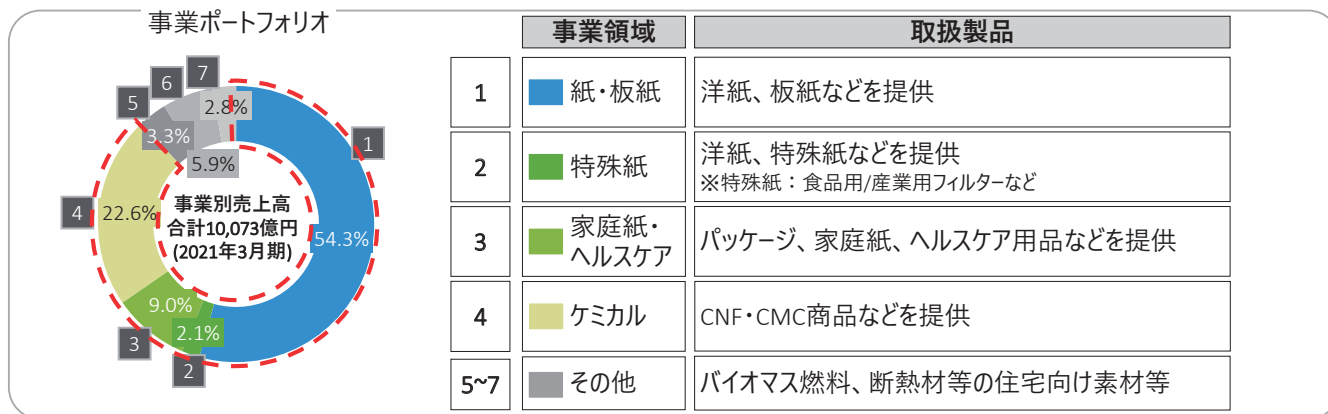 事業ポートフォリオ
7
6
5
1
4
3
2
2.8%
3.3%
5.9%
22.6%
54.3%
9.0%
2.1%
事業別売上高
合計10,073億円
(2021年3月期)
事業領域 取扱製品
1 紙・板紙 洋紙、板紙などを提供
2 特殊紙 洋紙、特殊紙などを提供
※特殊紙：食品用/産業用フィルターなど
3 家庭紙・
ヘルスケア パッケージ、家庭紙、ヘルスケア用品などを提供
4 ケミカル CNF・CMC商品などを提供
5~7 その他 バイオマス燃料、断熱材等の住宅向け素材等